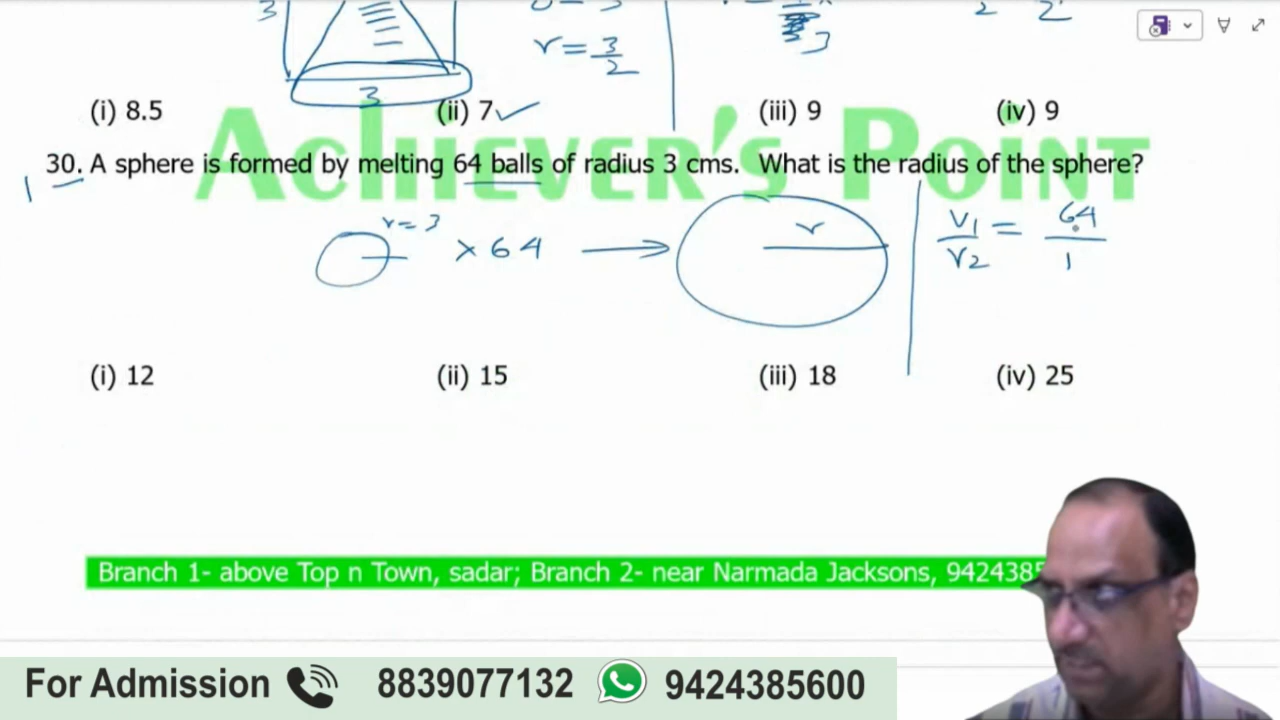 3
r = 3/2
3
2
(i) 8.5 (ii) 7 ✓ (iii) 9 (iv) 9
ACHIEVER'S POINT
30. A sphere is formed by melting 64 balls of radius 3 cms. What is the radius of the sphere?
r = 3
× 64
r
V1/V2 = 64/1
(i) 12 (ii) 15 (iii) 18 (iv) 25
Branch 1- above Top n Town, sadar; Branch 2- near Narmada Jacksons, 942438
For Admission 8839077132 9424385600